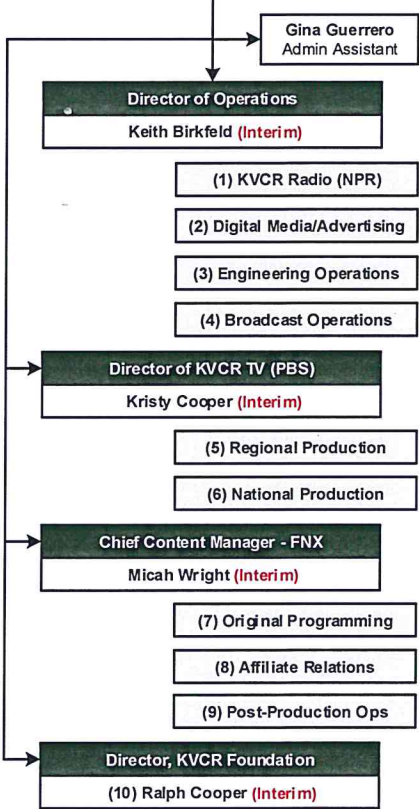 Gina Guerrero
Admin Assistant
Director of Operations
Keith Birkfeld (Interim)
(1) KVCR Radio (NPR)
(2) Digital Media/Advertising
(3) Engineering Operations
(4) Broadcast Operations
Director of KVCR TV (PBS)
Kristy Cooper (Interim)
(5) Regional Production
(6) National Production
Chief Content Manager - FNX
Micah Wright (Interim)
(7) Original Programming
(8) Affiliate Relations
(9) Post-Production Ops
Director, KVCR Foundation
(10) Ralph Cooper (Interim)